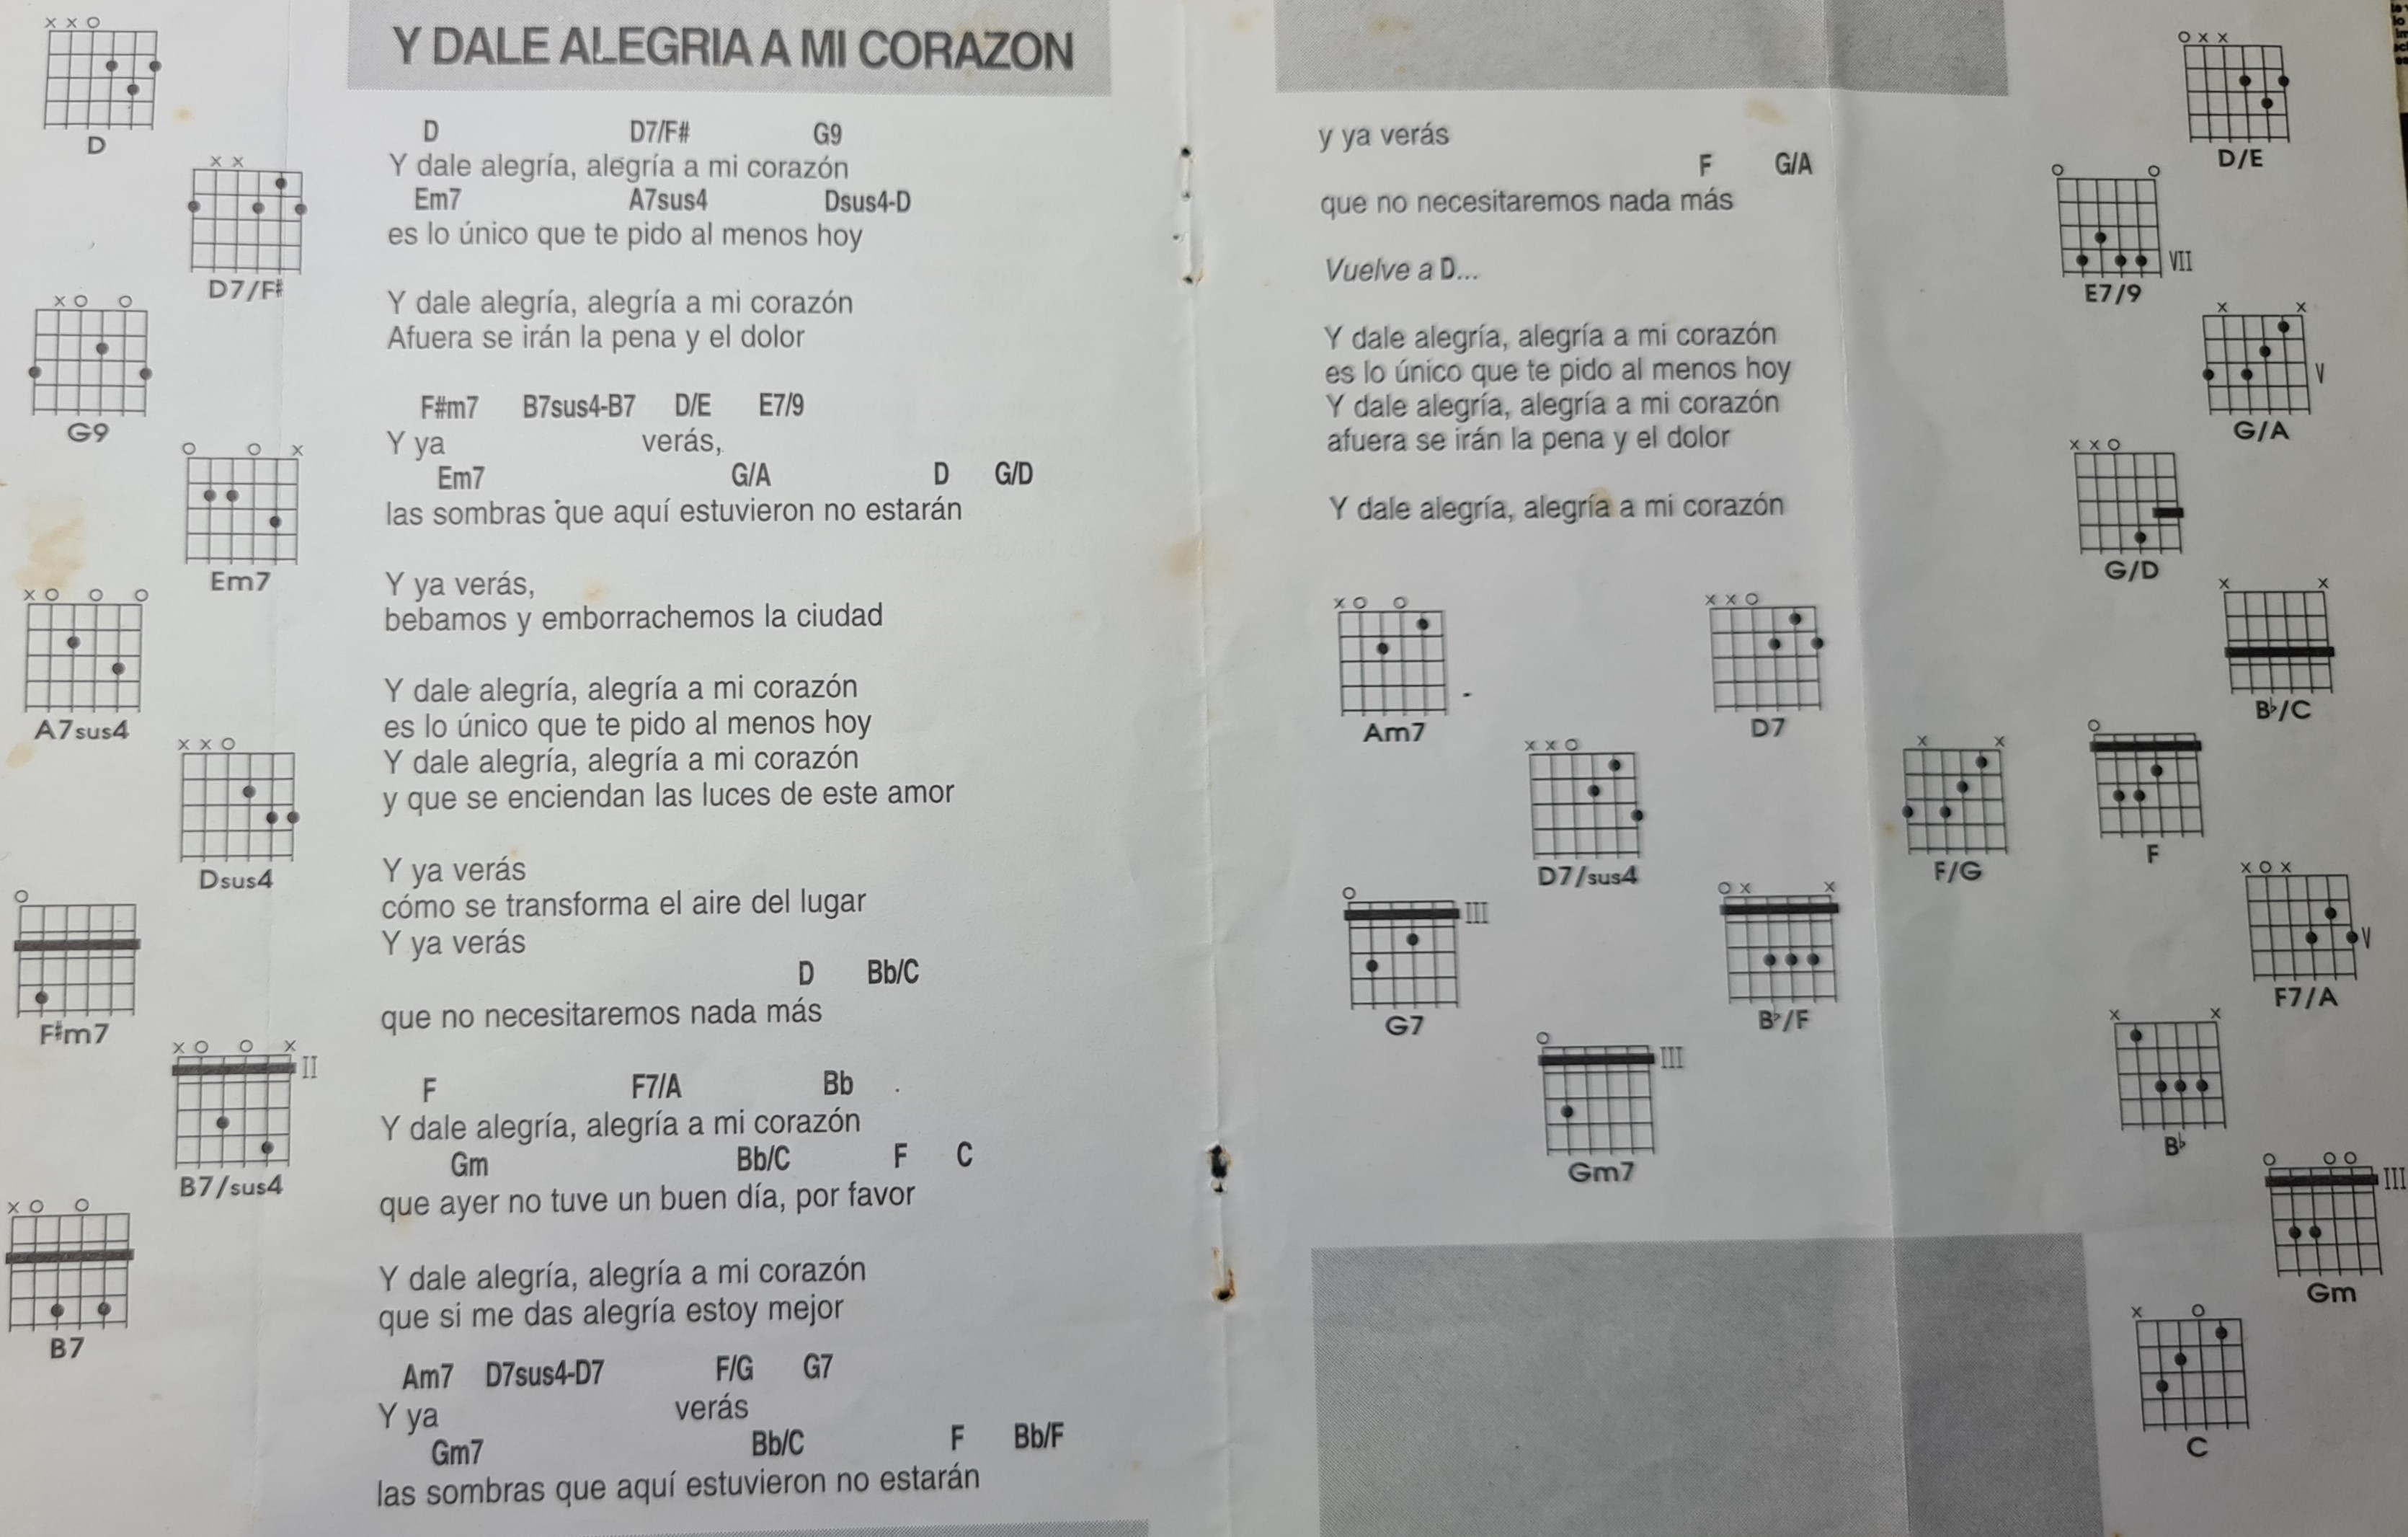 Y DALE ALEGRIA A MI CORAZON
D D7/F# G9
Y dale alegría, alegría a mi corazón
Em7 A7sus4 Dsus4-D
es lo único que te pido al menos hoy
Y dale alegría, alegría a mi corazón
Afuera se irán la pena y el dolor
F#m7 B7sus4-B7 D/E E7/9
Y ya verás,
Em7 G/A D G/D
las sombras que aquí estuvieron no estarán
Y ya verás,
bebamos y emborrachemos la ciudad
Y dale alegría, alegría a mi corazón
es lo único que te pido al menos hoy
Y dale alegría, alegría a mi corazón
y que se enciendan las luces de este amor
Y ya verás
cómo se transforma el aire del lugar
Y ya verás
D Bb/C
que no necesitaremos nada más
F F7/A Bb
Y dale alegría, alegría a mi corazón
Gm Bb/C F C
que ayer no tuve un buen día, por favor
Y dale alegría, alegría a mi corazón
que si me das alegría estoy mejor
Am7 D7sus4-D7 F/G G7
Y ya verás
Gm7 Bb/C F Bb/F
las sombras que aquí estuvieron no estarán
D
D7/F#
G9
Em7
A7sus4
Dsus4
F#m7
II
B7/sus4
B7
y ya verás
F G/A
que no necesitaremos nada más
Vuelve a D...
Y dale alegría, alegría a mi corazón
es lo único que te pido al menos hoy
Y dale alegría, alegría a mi corazón
afuera se irán la pena y el dolor
Y dale alegría, alegría a mi corazón
Am7
D7
D7/sus4
III
G7
B♭/F
III
Gm7
D/E
VII
E7/9
V
G/A
G/D
B♭/C
F
F/G
V
F7/A
B♭
III
Gm
C